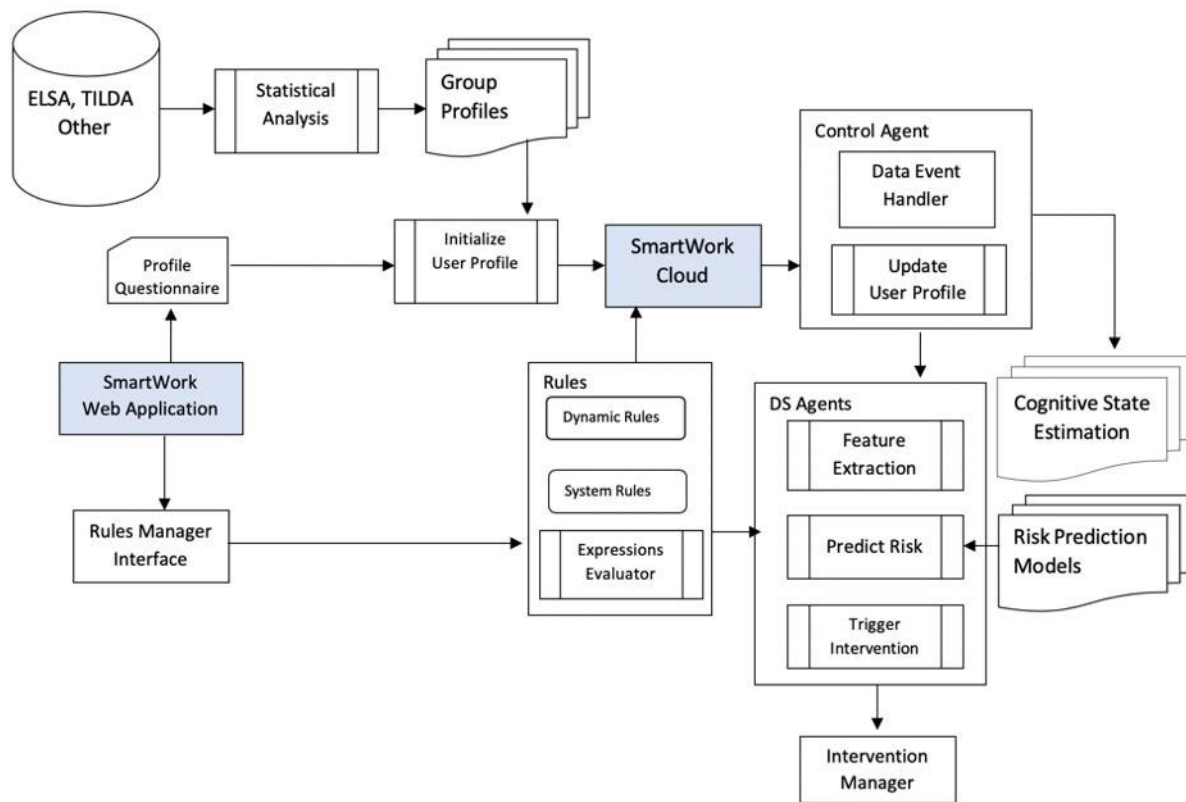 ELSA, TILDA
Other
Statistical
Analysis
Group
Profiles
Control Agent
Data Event
Handler
Update
User Profile
Initialize
User Profile
SmartWork
Cloud
Profile
Questionnaire
SmartWork
Web Application
Rules
Dynamic Rules
System Rules
Expressions
Evaluator
Rules Manager
Interface
DS Agents
Feature
Extraction
Predict Risk
Trigger
Intervention
Cognitive State
Estimation
Risk Prediction
Models
Intervention
Manager